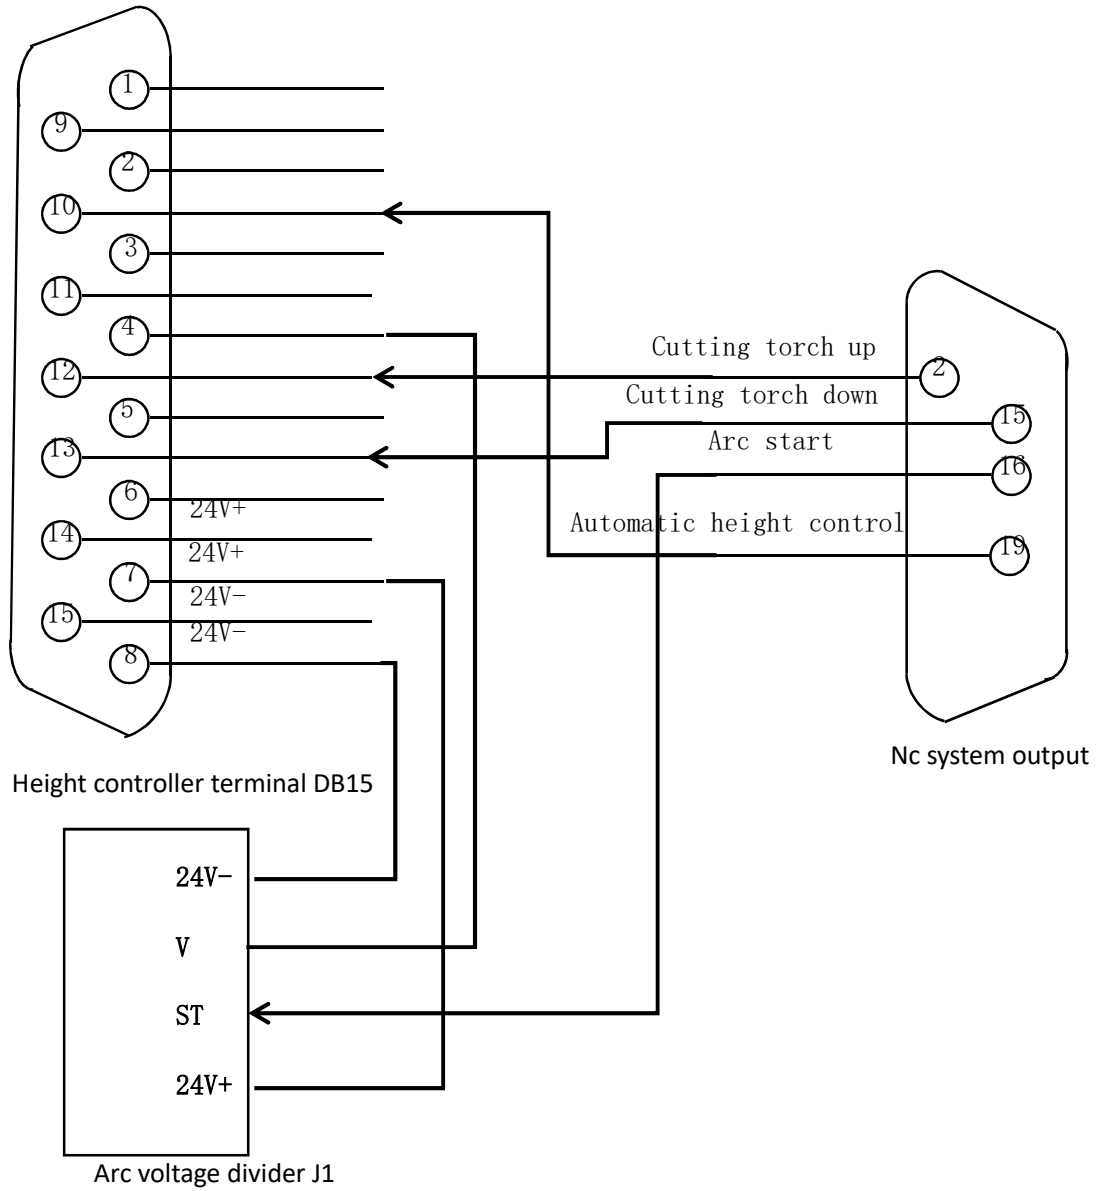 1
9
2
10
3
11
4
12
5
13
6
24V+
14
24V+
7
24V-
15
24V-
8
Height controller terminal DB15
Cutting torch up
2
Cutting torch down
15
Arc start
16
Automatic height control
19
Nc system output
24V-
V
ST
24V+
Arc voltage divider J1